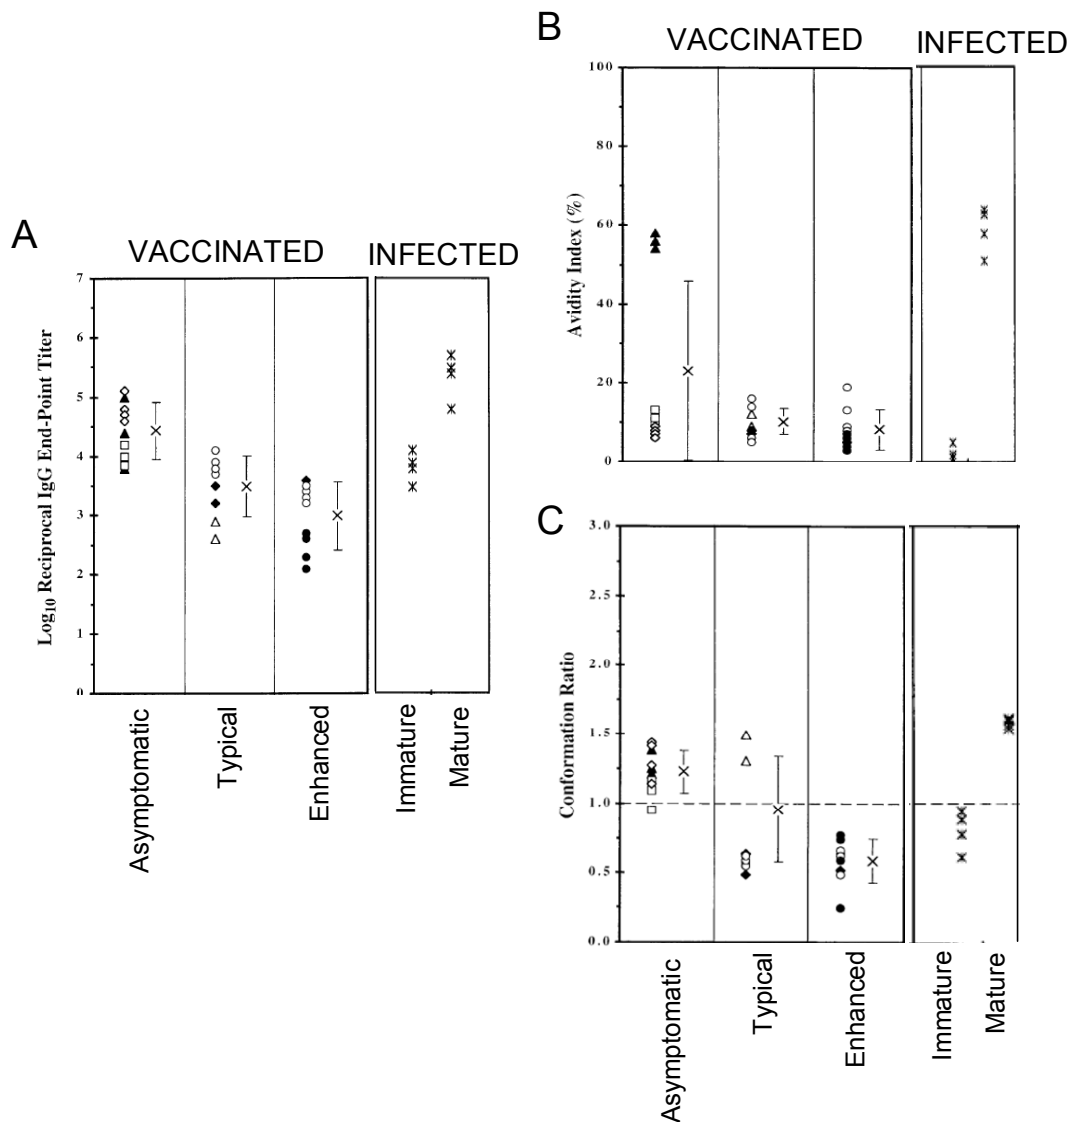 A
VACCINATED
INFECTED
Log10 Reciprocal IgG End-Point Titer
7
6
5
4
3
2
1
0
Asymptomatic
Typical
Enhanced
Immature
Mature
B
VACCINATED
INFECTED
Avidity Index (%)
100
80
60
40
20
0
C
Conformation Ratio
3.0
2.5
2.0
1.5
1.0
0.5
0.0
Asymptomatic
Typical
Enhanced
Immature
Mature